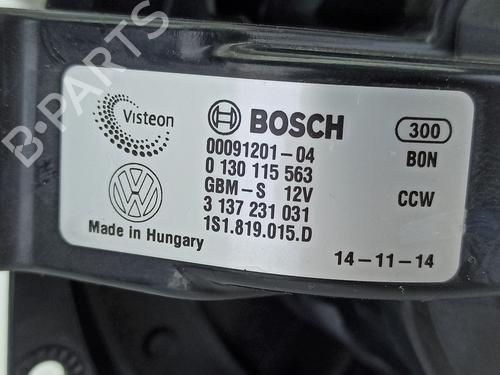 B-PARTS
Visteon
BOSCH
300
00091201-04
BON
0 130 115 563
GBM-S 12V
CCW
3 137 231 031
Made in Hungary
1S1.819.015.D
14-11-14